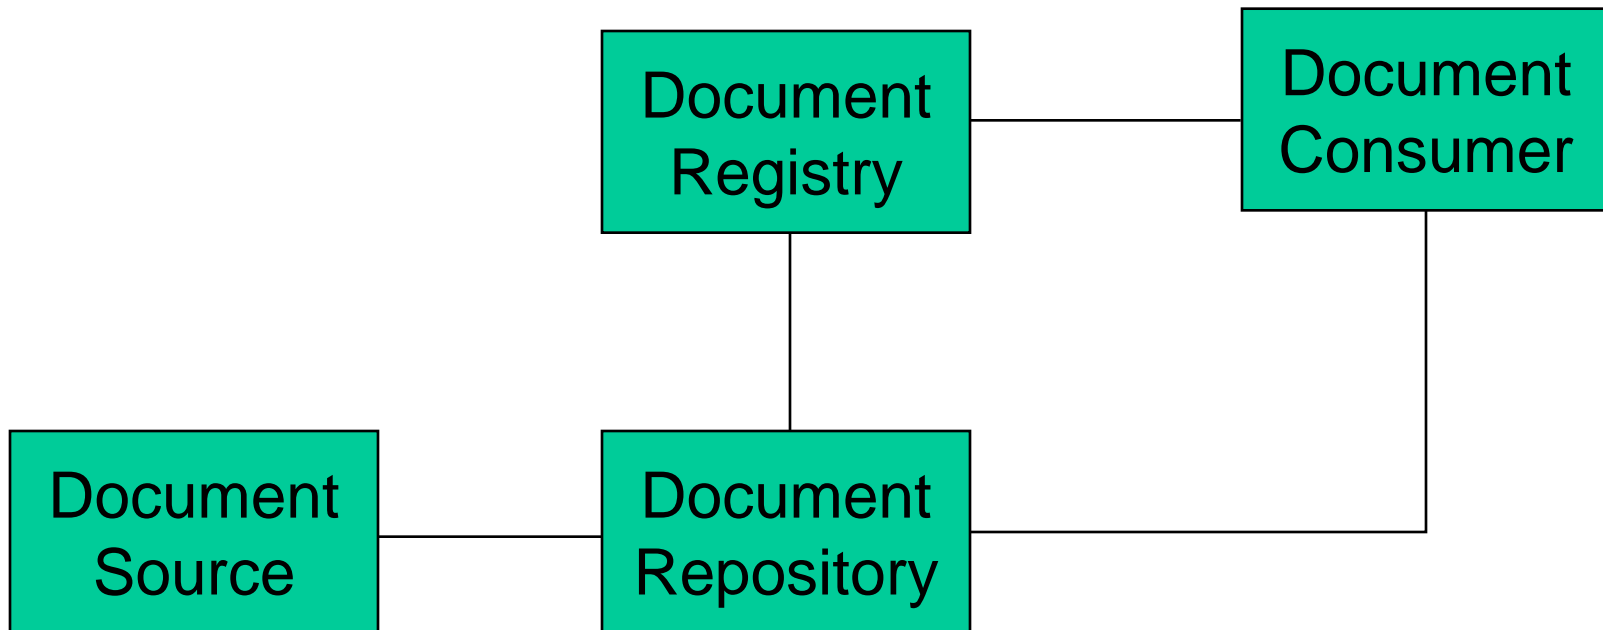 Document
Registry
Document
Consumer
Document
Source
Document
Repository